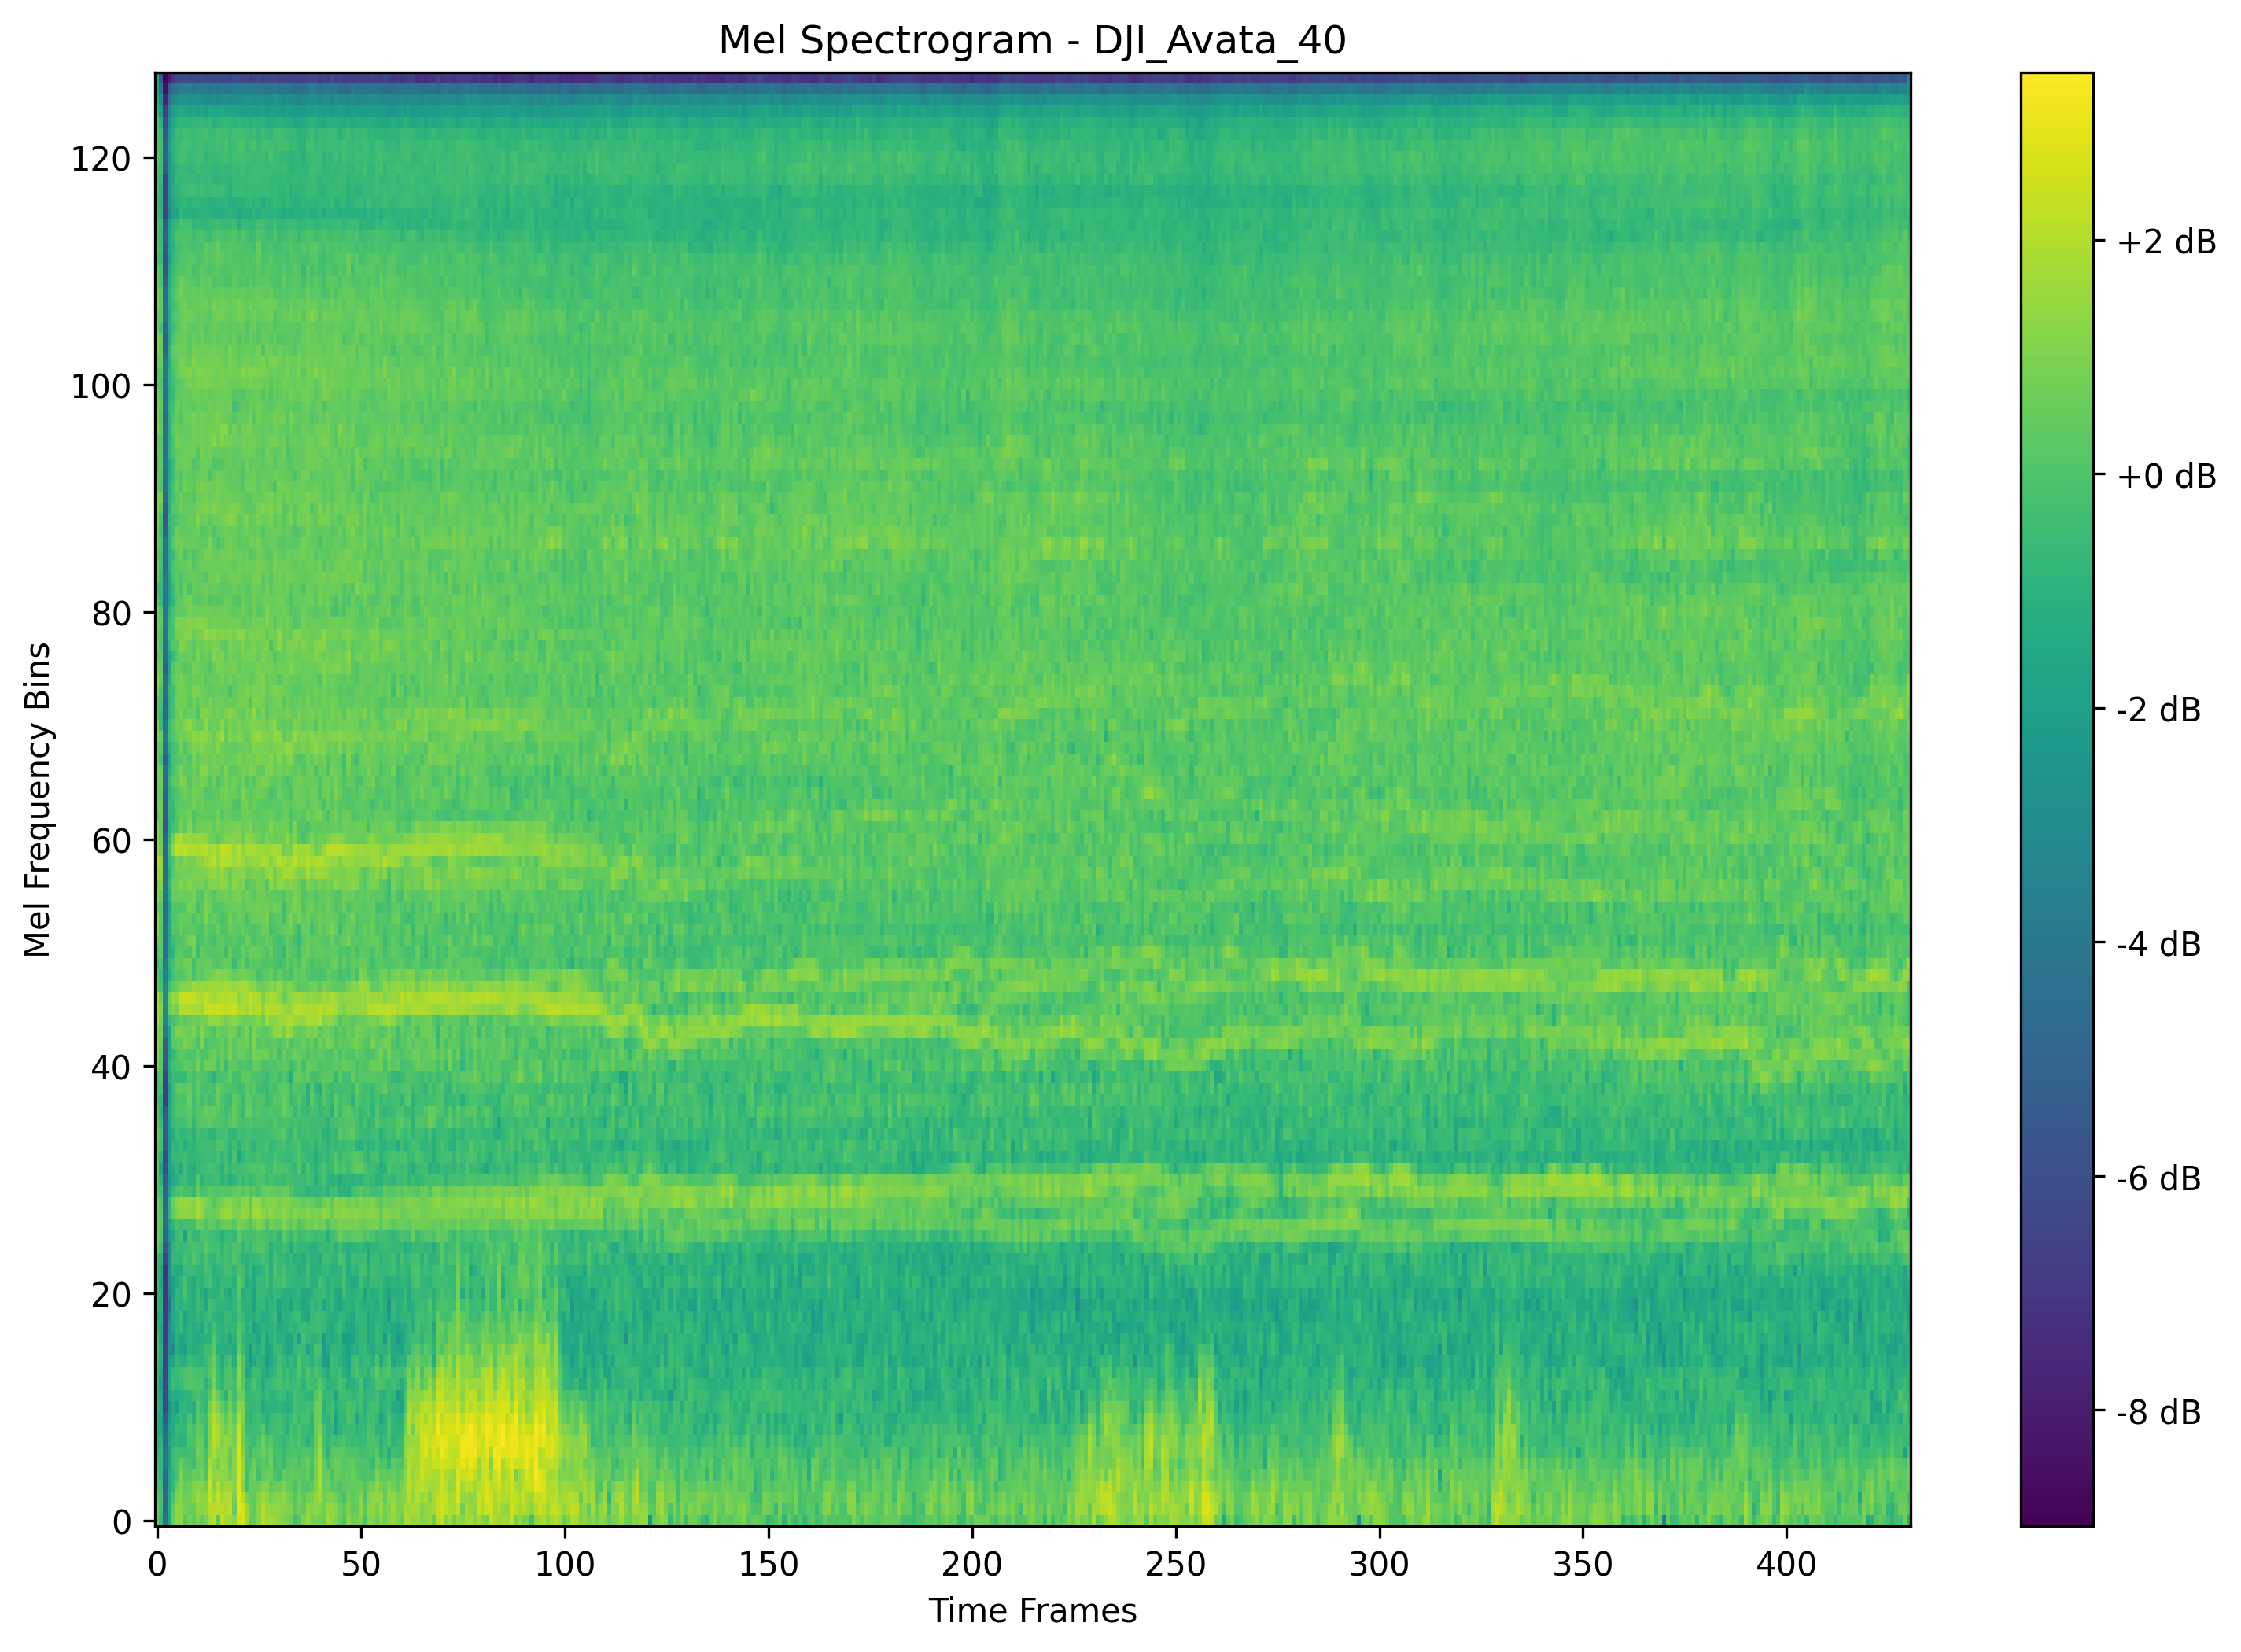 Mel Spectrogram - DJI_Avata_40
Mel Frequency Bins
120
100
80
60
40
20
0
0 50 100 150 200 250 300 350 400
Time Frames
+2 dB
+0 dB
-2 dB
-4 dB
-6 dB
-8 dB